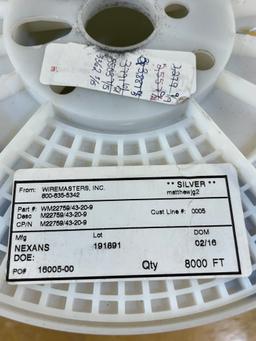 From: WIREMASTERS, INC.
800-635-5342
** SILVER **
matthewjg2
Part #: WM22759/43-20-9
Desc M22759/43-20-9
CP/N M22759/43-20-9
Cust Line #: 0005
Mfg Lot DOM
NEXANS 191891 02/16
DOE:
PO# 16005-00 Qty 8000 FT